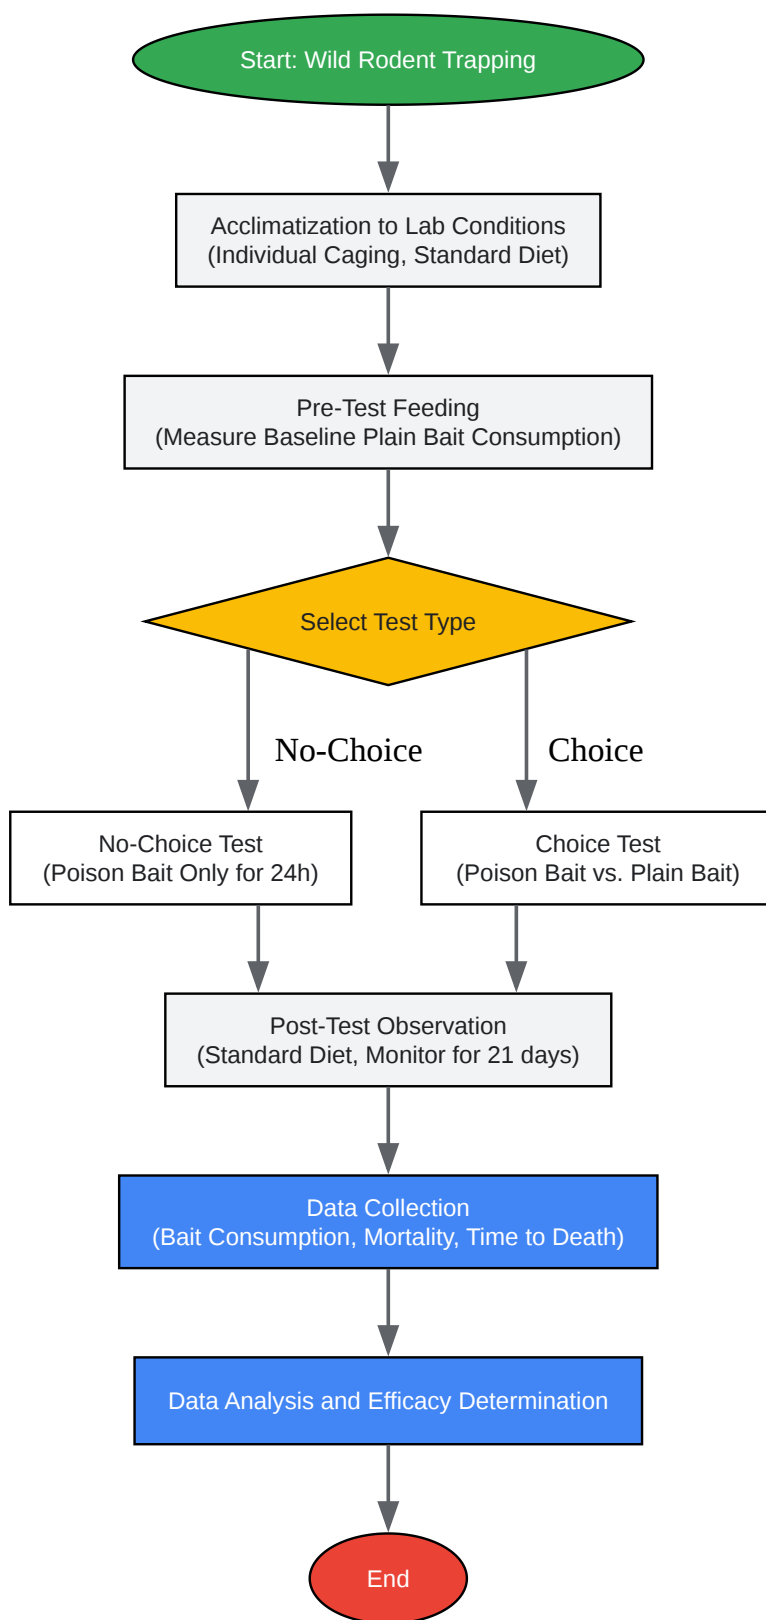 Start: Wild Rodent Trapping
Acclimatization to Lab Conditions
(Individual Caging, Standard Diet)
Pre-Test Feeding
(Measure Baseline Plain Bait Consumption)
Select Test Type
No-Choice
Choice
No-Choice Test
(Poison Bait Only for 24h)
Choice Test
(Poison Bait vs. Plain Bait)
Post-Test Observation
(Standard Diet, Monitor for 21 days)
Data Collection
(Bait Consumption, Mortality, Time to Death)
Data Analysis and Efficacy Determination
End